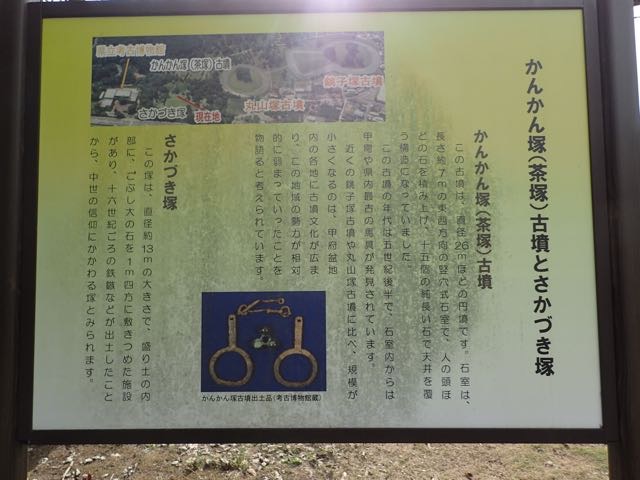 かんかん塚(茶塚)古墳とさかづき塚
かんかん塚(茶塚)古墳
この古墳は、直径26mほどの円墳です。石室は、
長さ約7mの東西方向の竪穴式石室で、人の頭ほ
どの石を積み上げ、十五個の細長い石で天井を覆
う構造になっていました。
この古墳の年代は五世紀後半で、石室内からは
甲冑や県内最古の馬具が発見されています。
近くの銚子塚古墳や丸山塚古墳に比べ、規模が
小さくなるのは、甲府盆地
内の各地に古墳文化が広ま
り、この地域の勢力が相対
的に弱まっていったことを
物語ると考えられています。
さかづき塚
この塚は、直径約13mの大きさで、盛り土の内
部に、こぶし大の石を1m四方に敷きつめた施設
があり、十六世紀ごろの鉄鏃などが出土したこと
から、中世の信仰にかかわる塚とみられます。
県立考古博物館
かんかん塚(茶塚)古墳
銚子塚古墳
丸山塚古墳
さかづき塚
現在地
かんかん塚古墳出土品(考古博物館蔵)